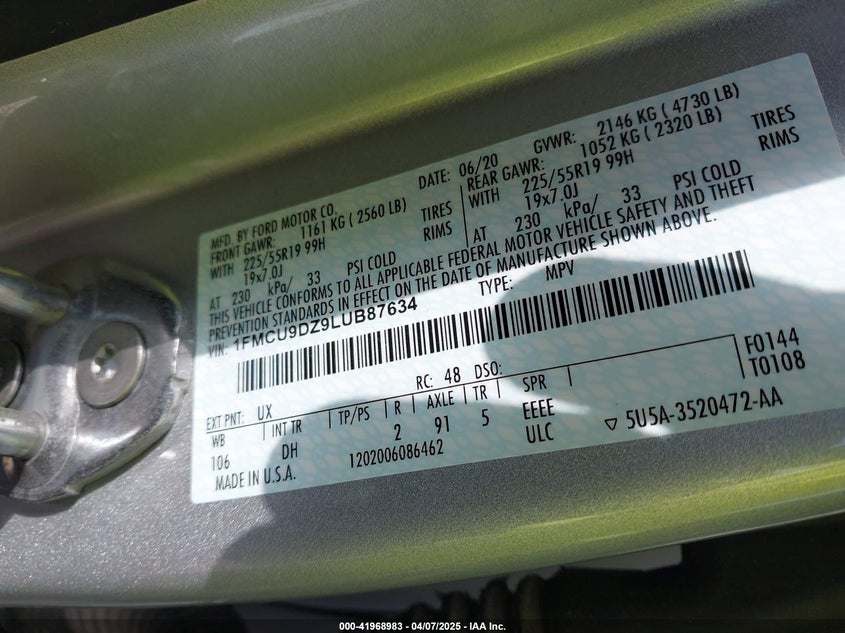 MFD. BY FORD MOTOR CO.
DATE: 06/20
GVWR: 2146 KG ( 4730 LB)
FRONT GAWR: 1161 KG ( 2560 LB)
REAR GAWR: 1052 KG ( 2320 LB)
WITH 225/55R19 99H TIRES
WITH 225/55R19 99H TIRES
19x7.0J RIMS
19x7.0J RIMS
AT 230 kPa/ 33 PSI COLD
AT 230 kPa/ 33 PSI COLD
THIS VEHICLE CONFORMS TO ALL APPLICABLE FEDERAL MOTOR VEHICLE SAFETY AND THEFT
PREVENTION STANDARDS IN EFFECT ON THE DATE OF MANUFACTURE SHOWN ABOVE.
VIN: 1FMCU9DZ9LUB87634
TYPE: MPV
F0144
T0108
EXT PNT: UX RC: 48 DSO:
WB INT TR TP/PS R AXLE TR SPR
106 DH 2 91 5 EEEE
ULC
MADE IN U.S.A. 1202006086462
▽ 5U5A-3520472-AA
000-41968983 / 04/07/2025 - IAA Inc.